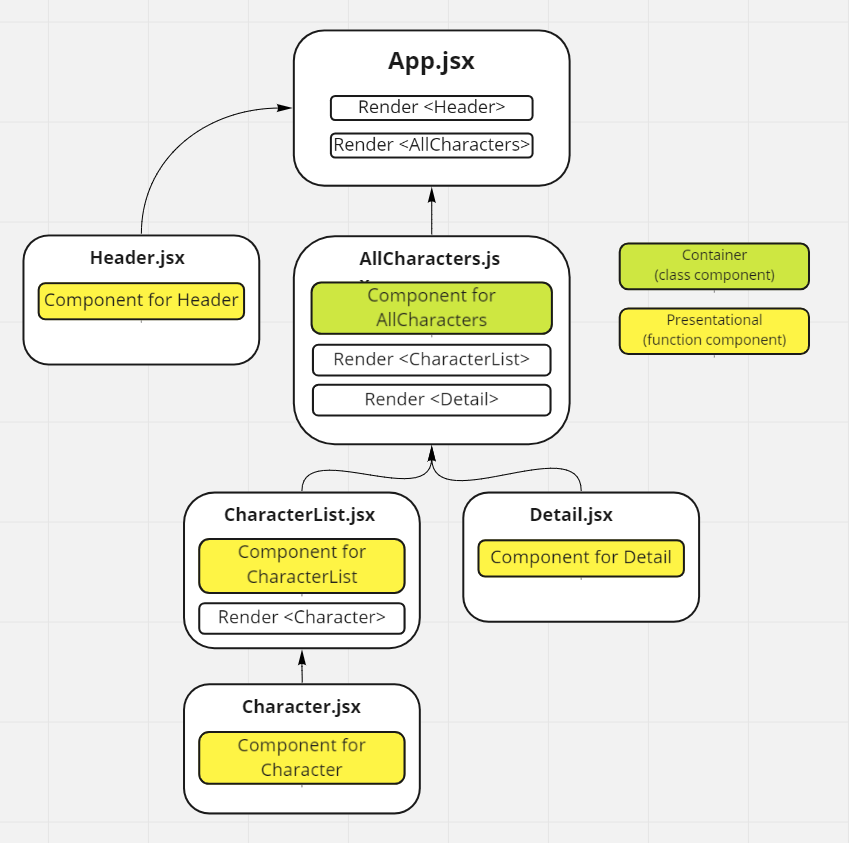 App.jsx
Render <Header>
Render <AllCharacters>
Header.jsx
Component for Header
AllCharacters.js
Component for
AllCharacters
Render <CharacterList>
Render <Detail>
Container
(class component)
Presentational
(function component)
CharacterList.jsx
Component for
CharacterList
Render <Character>
Detail.jsx
Component for Detail
Character.jsx
Component for
Character